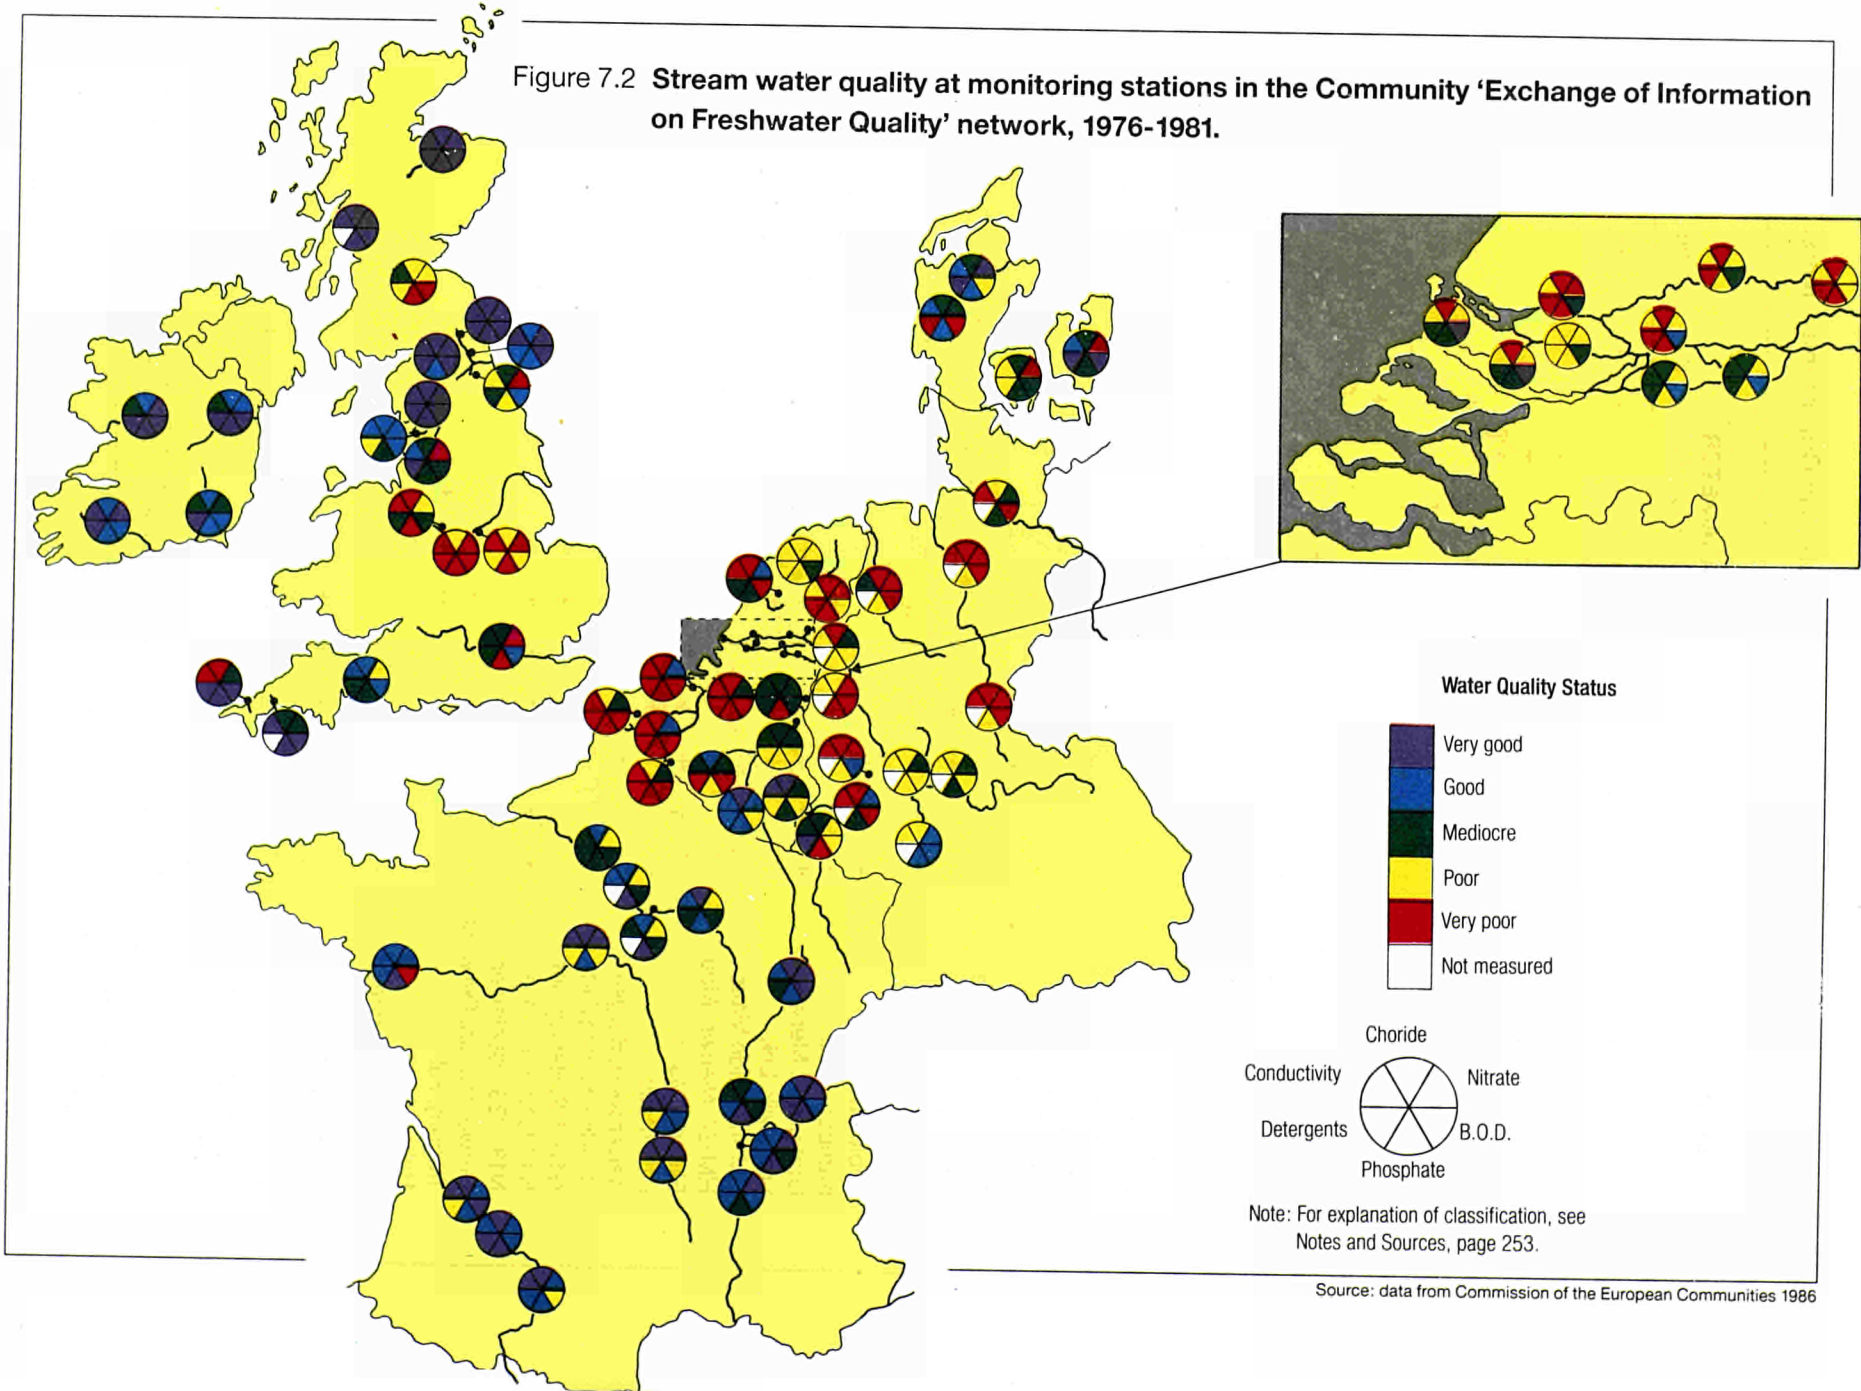 Figure 7.2 Stream water quality at monitoring stations in the Community ‘Exchange of Information
on Freshwater Quality’ network, 1976-1981.
Water Quality Status
Very good
Good
Mediocre
Poor
Very poor
Not measured
Choride
Conductivity
Nitrate
Detergents
B.O.D.
Phosphate
Note: For explanation of classification, see
Notes and Sources, page 253.
Source: data from Commission of the European Communities 1986